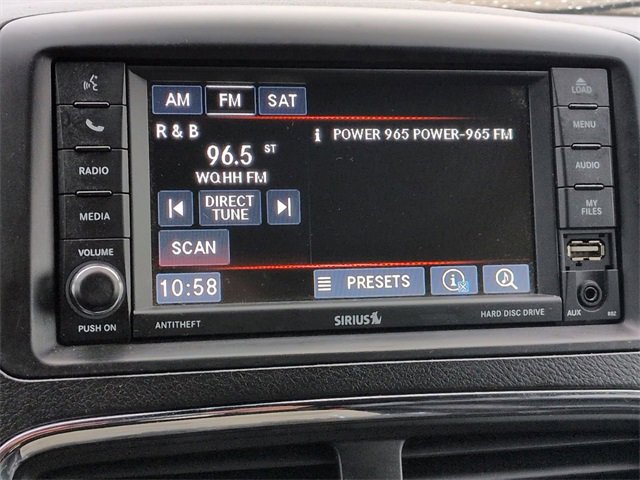 AM FM SAT
R & B
i POWER 965 POWER-965 FM
96.5 ST
WQHH FM
DIRECT
TUNE
SCAN
10:58 PRESETS i
RADIO
MEDIA
VOLUME
PUSH ON
LOAD
MENU
AUDIO
MY
FILES
AUX RB2
ANTITHEFT SIRIUS HARD DISC DRIVE